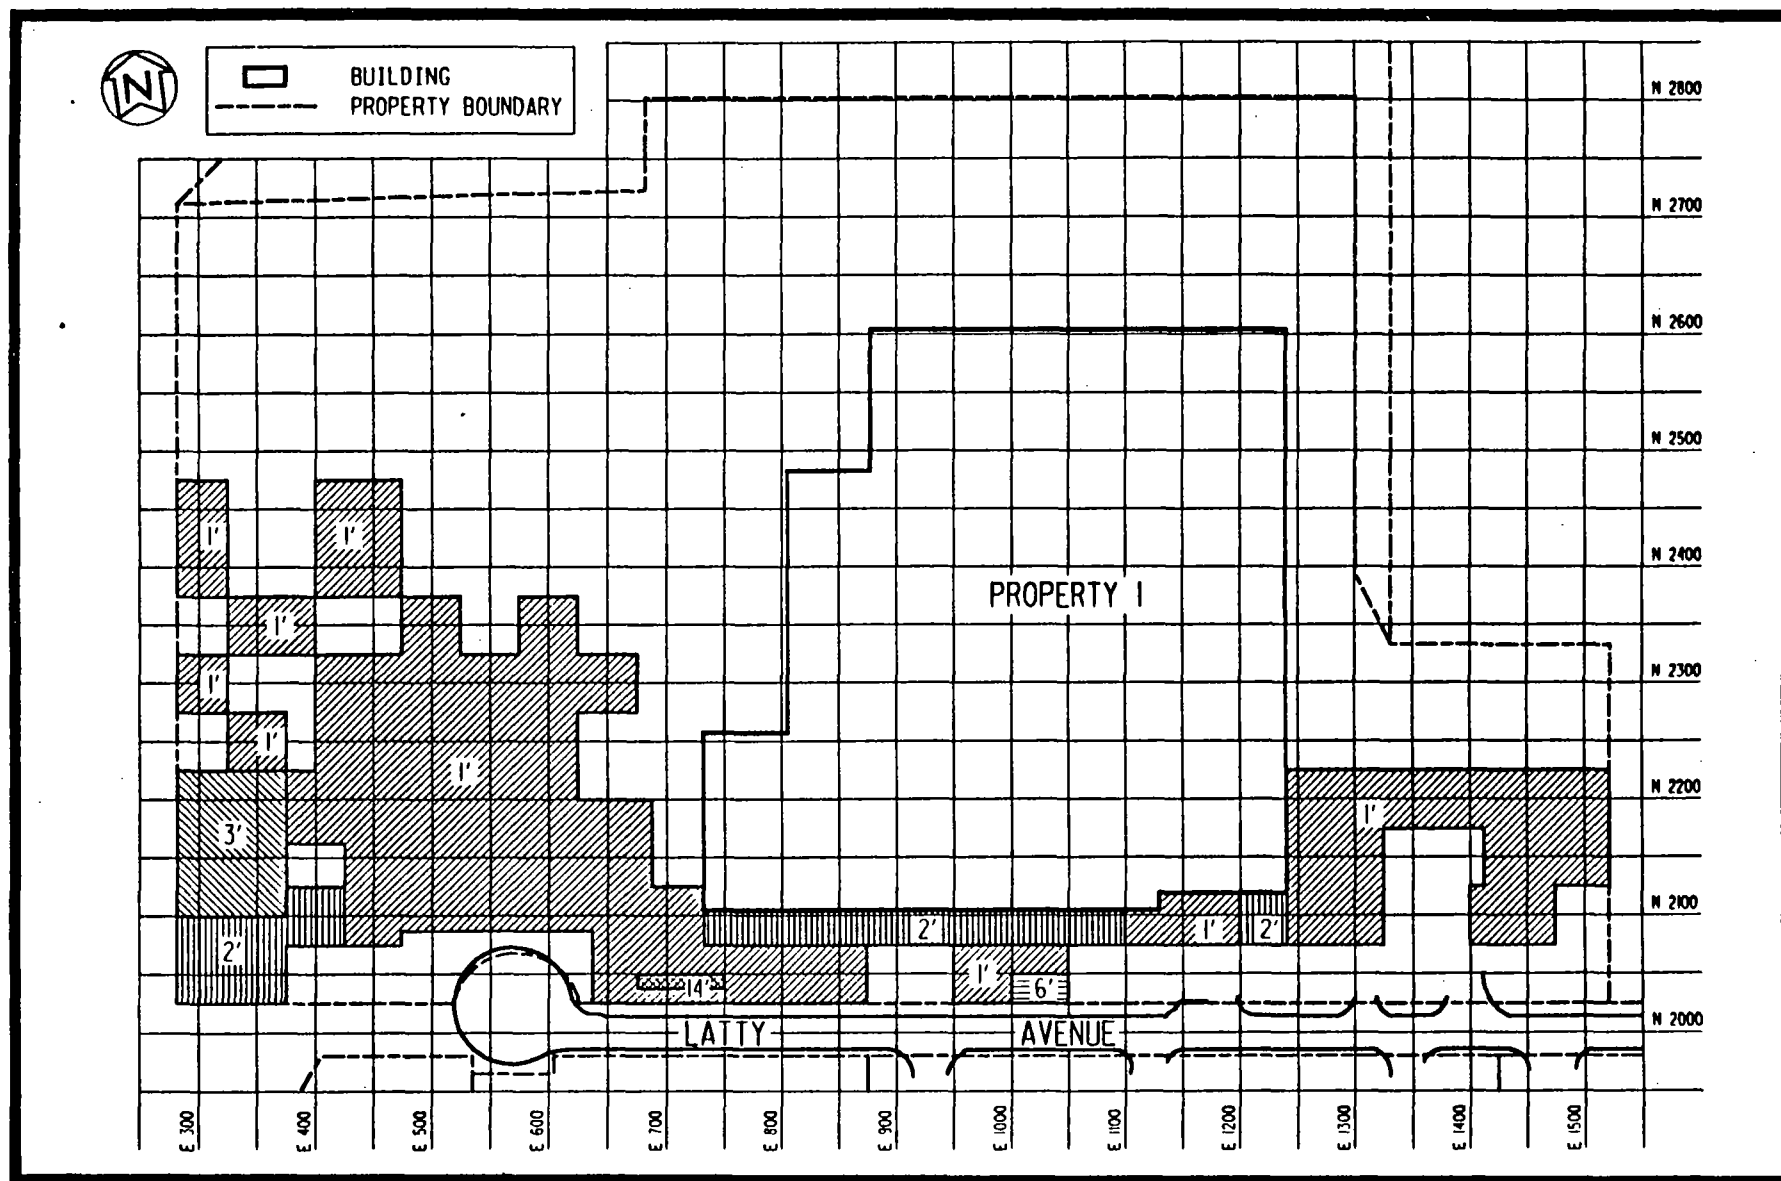 N
BUILDING
PROPERTY BOUNDARY
N 2800
N 2700
N 2600
N 2500
N 2400
N 2300
N 2200
N 2100
N 2000
PROPERTY 1
1'
1'
1'
1'
1'
1'
3'
2'
1'
2'
1'
2'
1'
6'
14'
LATTY AVENUE
E 300
E 400
E 500
E 600
E 700
E 800
E 900
E 1000
E 1100
E 1200
E 1300
E 1400
E 1500